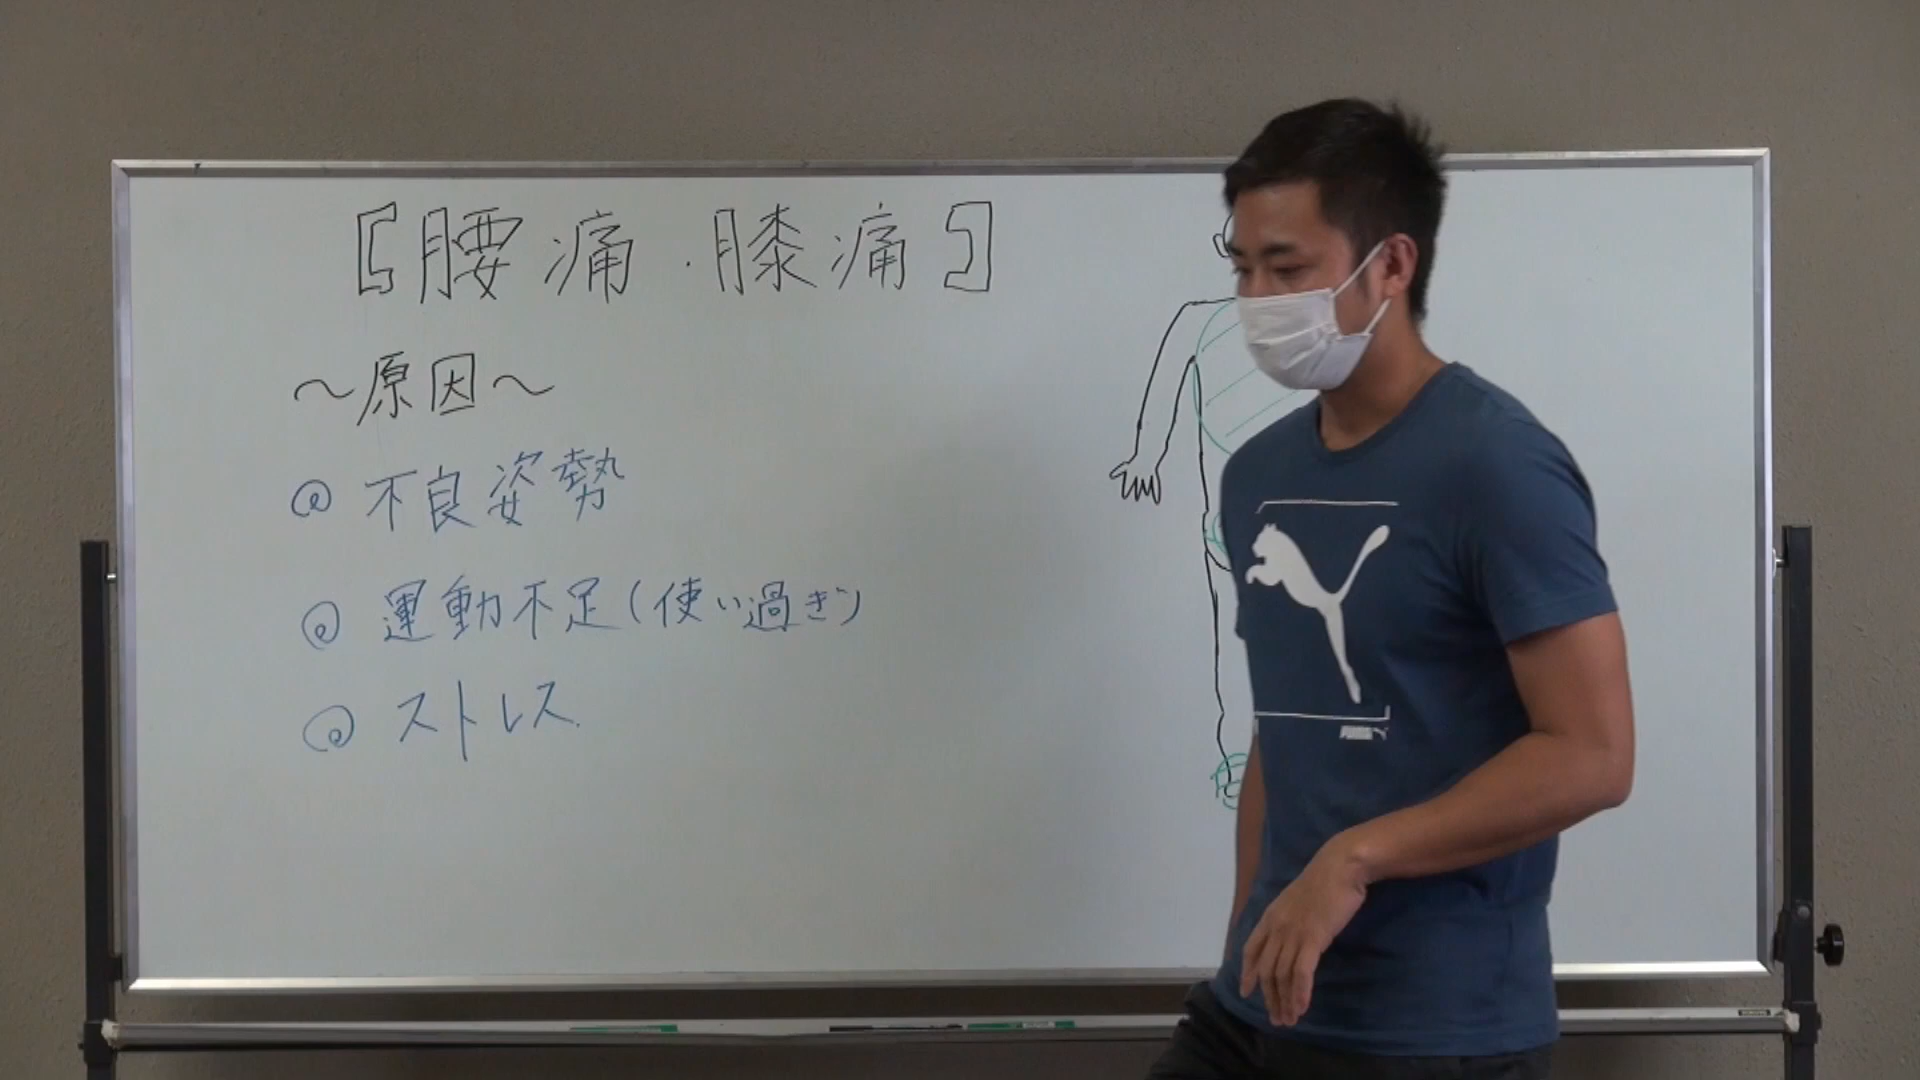 【腰痛・膝痛】
～原因～
◎ 不良姿勢
◎ 運動不足(使い過ぎ)
◎ ストレス
PUMA